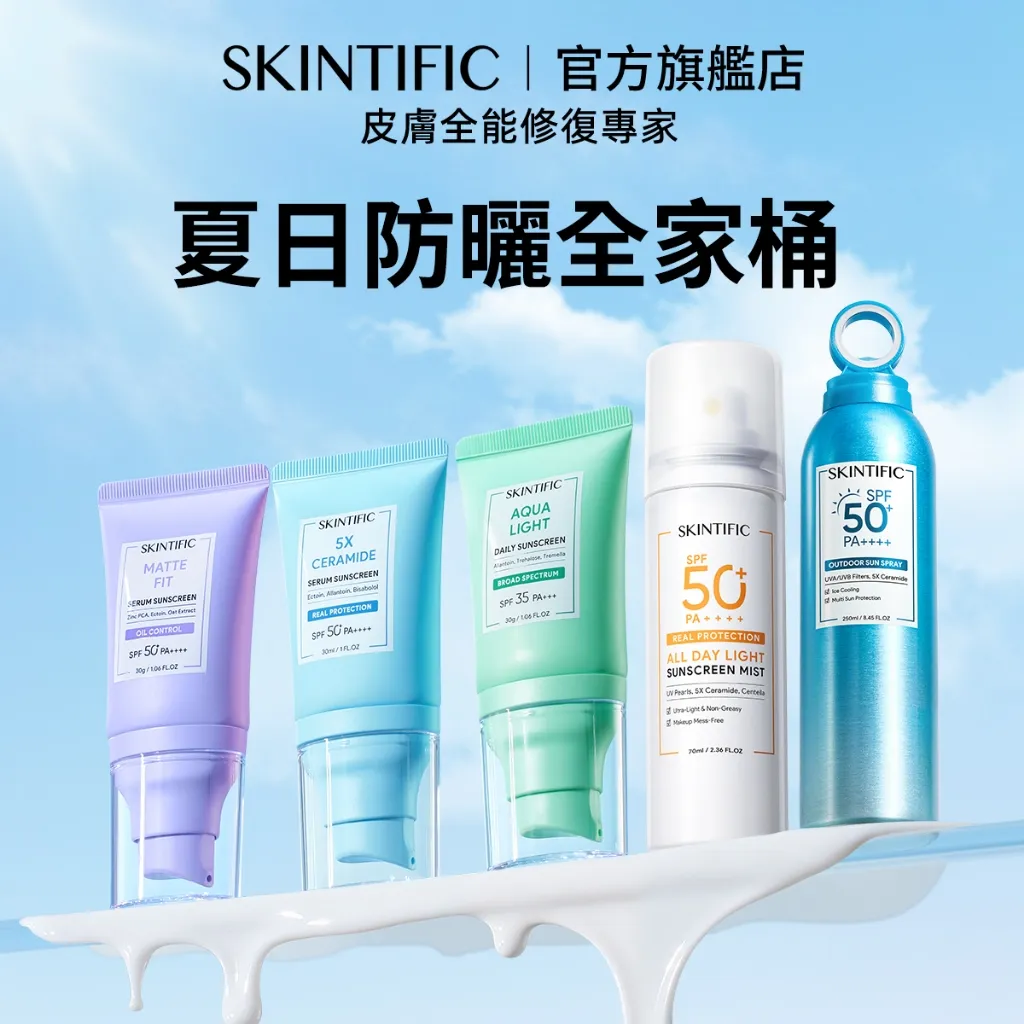 SKINTIFIC | 官方旗艦店
皮膚全能修復專家
夏日防曬全家桶
SKINTIFIC
MATTE
FIT
SERUM SUNSCREEN
Zinc PCA, Ectoin, Oat Extract
OIL CONTROL
SPF 50+ PA++++
30g / 1.06 FL.OZ
SKINTIFIC
5X
CERAMIDE
SERUM SUNSCREEN
Ectoin, Allantoin, Bisabolol
REAL PROTECTION
SPF 50+ PA++++
30ml / 1 FL.OZ
SKINTIFIC
AQUA
LIGHT
DAILY SUNSCREEN
Allantoin, Trehalose, Tremella
BROAD SPECTRUM
SPF 35 PA+++
30g / 1.06 FL.OZ
SKINTIFIC
SPF
50+
PA++++
REAL PROTECTION
ALL DAY LIGHT
SUNSCREEN MIST
UV Pearls, 5X Ceramide, Centella
Ultra-Light & Non-Greasy
Makeup Mess-Free
70ml / 2.36 FL.OZ
SKINTIFIC
SPF
50+
PA++++
OUTDOOR SUN SPRAY
UVA/UVB Filters, 5X Ceramide
Ice Cooling
Multi Sun Protection
250ml / 8.45 FL.OZ